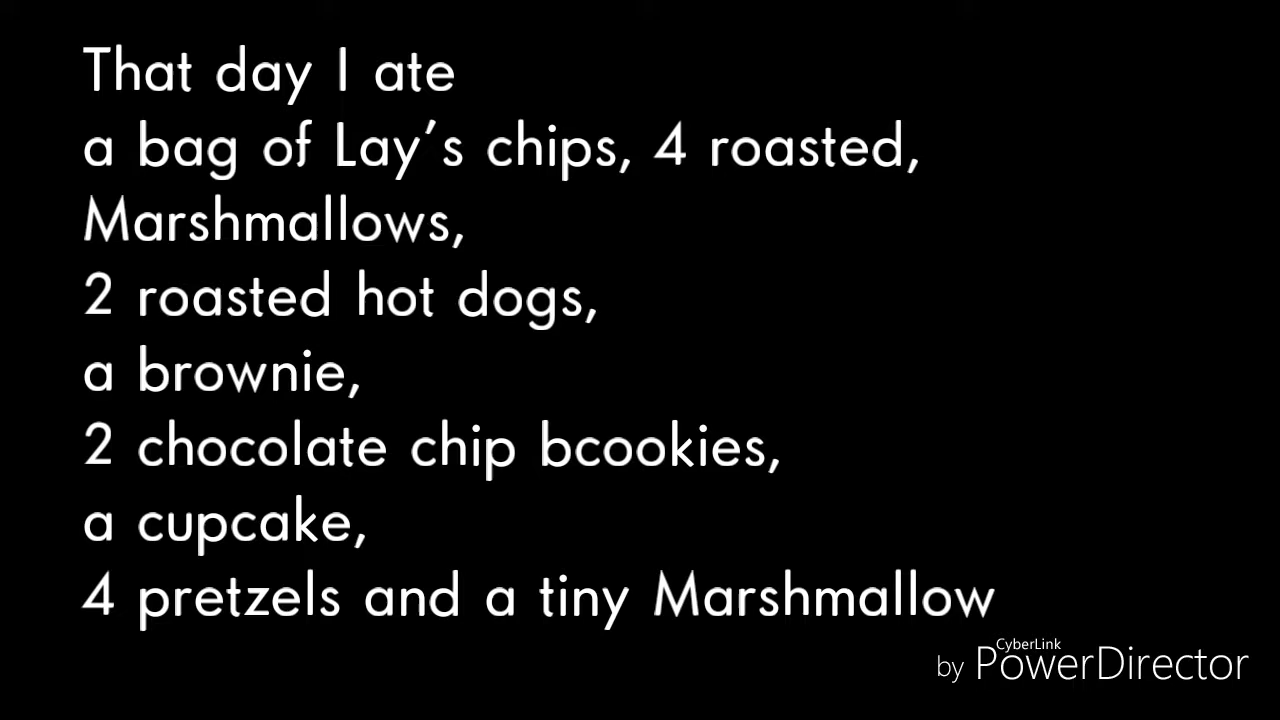 That day I ate
a bag of Lay’s chips, 4 roasted,
Marshmallows,
2 roasted hot dogs,
a brownie,
2 chocolate chip bcookies,
a cupcake,
4 pretzels and a tiny Marshmallow
CyberLink
by PowerDirector